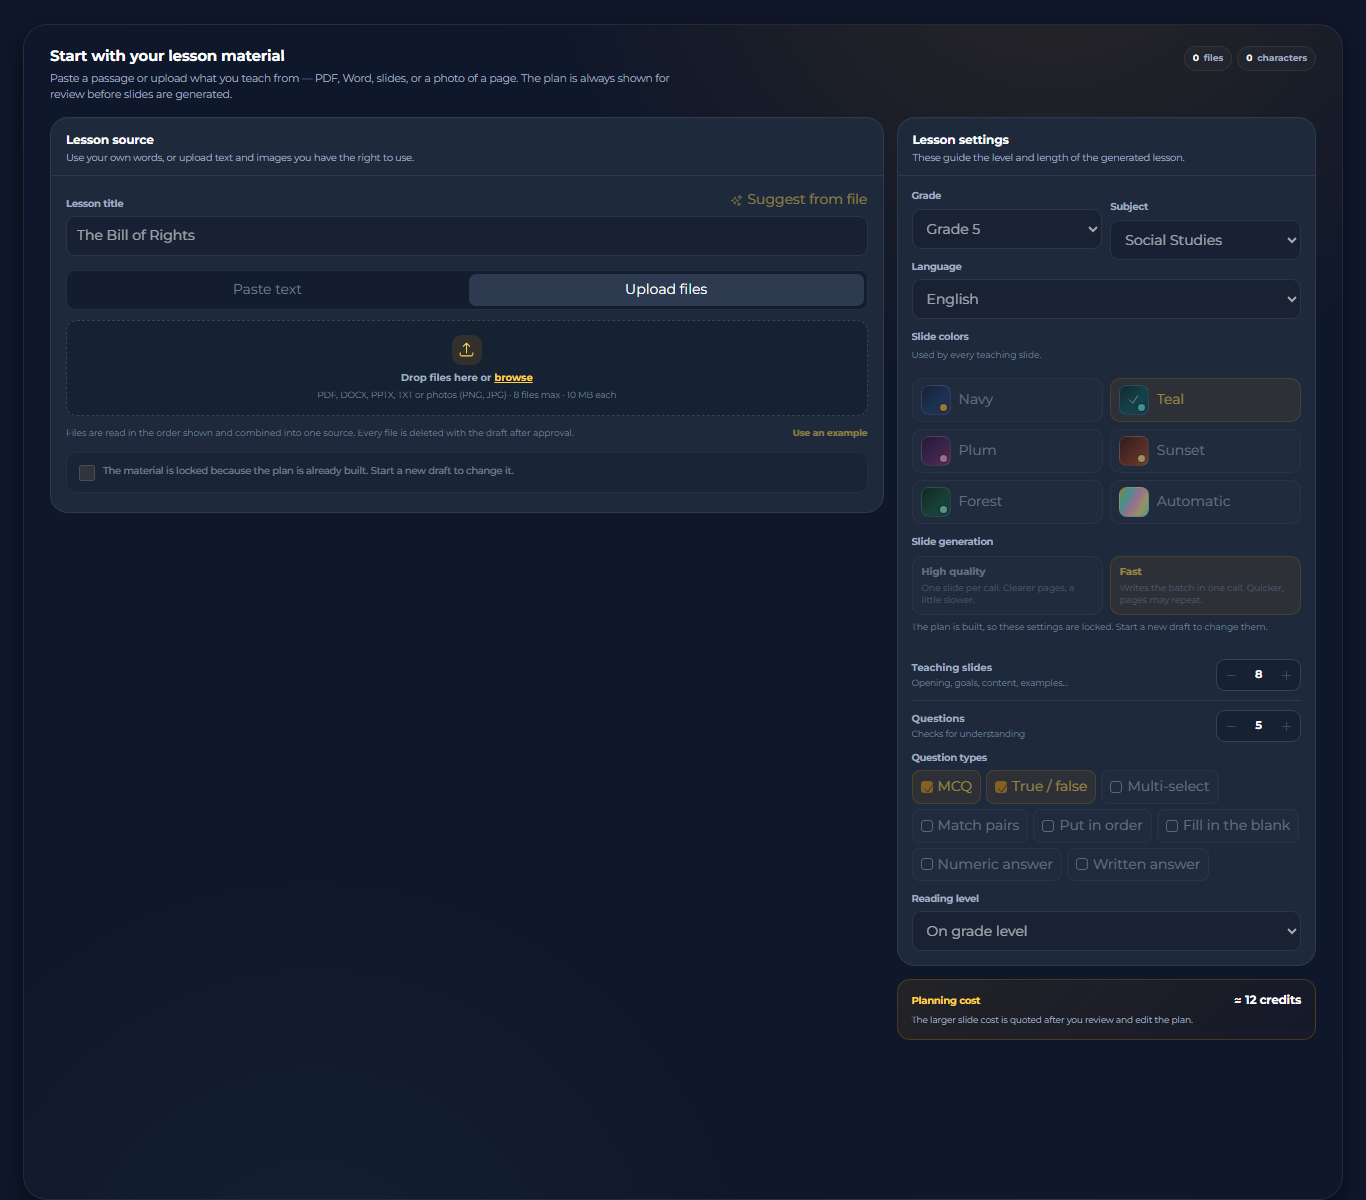 Start with your lesson material
Paste a passage or upload what you teach from — PDF, Word, slides, or a photo of a page. The plan is always shown for
review before slides are generated.
0 files
0 characters
Lesson source
Use your own words, or upload text and images you have the right to use.
Lesson title
Suggest from file
The Bill of Rights
Paste text
Upload files
Drop files here or browse
PDF, DOCX, PPTX, TXT or photos (PNG, JPG) · 8 files max · 10 MB each
Files are read in the order shown and combined into one source. Every file is deleted with the draft after approval.
Use an example
The material is locked because the plan is already built. Start a new draft to change it.
Lesson settings
These guide the level and length of the generated lesson.
Grade
Grade 5
Subject
Social Studies
Language
English
Slide colors
Used by every teaching slide.
Navy
Teal
Plum
Sunset
Forest
Automatic
Slide generation
High quality
One slide per call. Clearer pages, a
little slower.
Fast
Writes the batch in one call. Quicker,
pages may repeat.
The plan is built, so these settings are locked. Start a new draft to change them.
Teaching slides
Opening, goals, content, examples...
− 8 +
Questions
Checks for understanding
− 5 +
Question types
MCQ
True / false
Multi-select
Match pairs
Put in order
Fill in the blank
Numeric answer
Written answer
Reading level
On grade level
Planning cost
≈ 12 credits
The larger slide cost is quoted after you review and edit the plan.